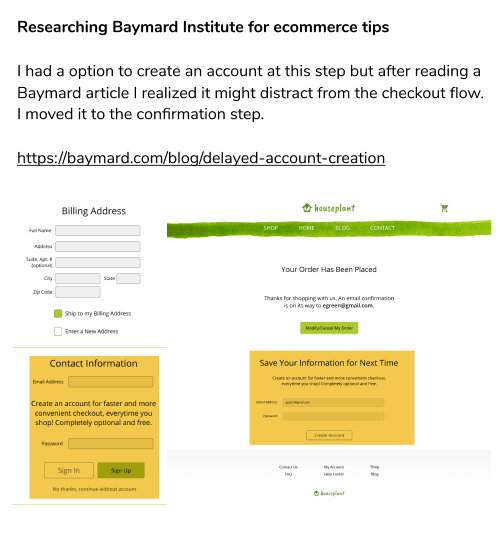 Researching Baymard Institute for ecommerce tips
I had a option to create an account at this step but after reading a
Baymard article I realized it might distract from the checkout flow.
I moved it to the confirmation step.
https://baymard.com/blog/delayed-account-creation
Billing Address
Full Name
Address
Suite, Apt. #
(optional)
City
State
Zip Code
Ship to my Billing Address
Enter a New Address
Contact Information
Email Address
Create an account for faster and more
convenient checkout, everytime you
shop! Completely optional and free.
Password
Sign In
Sign Up
No thanks, continue without account
houseplant
SHOP HOME BLOG CONTACT
Your Order Has Been Placed
Thanks for shopping with us. An email confirmation
is on its way to egreen@gmail.com.
Modify/Cancel My Order
Save Your Information for Next Time
Create an account for faster and more convenient checkout,
everytime you shop! Completely optional and free.
Email Address
egreen@gmail.com
Password
Create Account
Contact Us My Account Shop
FAQ Help Center Blog
houseplant